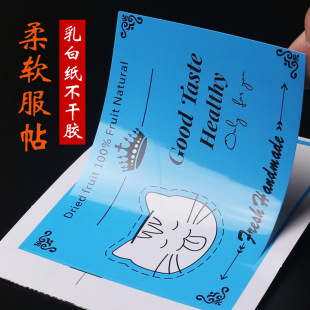 柔软服帖
乳白纸不干胶
Dried fruit 100% Fruit Natural
Good Taste
Healthy
Only for you
Fresh Handmade